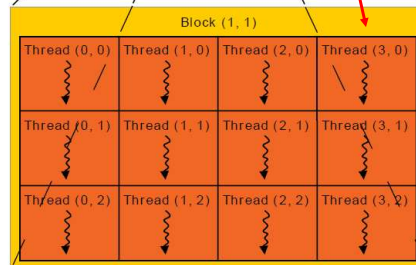 Block (1, 1)
Thread (0, 0) Thread (1, 0) Thread (2, 0) Thread (3, 0)
Thread (0, 1) Thread (1, 1) Thread (2, 1) Thread (3, 1)
Thread (0, 2) Thread (1, 2) Thread (2, 2) Thread (3, 2)